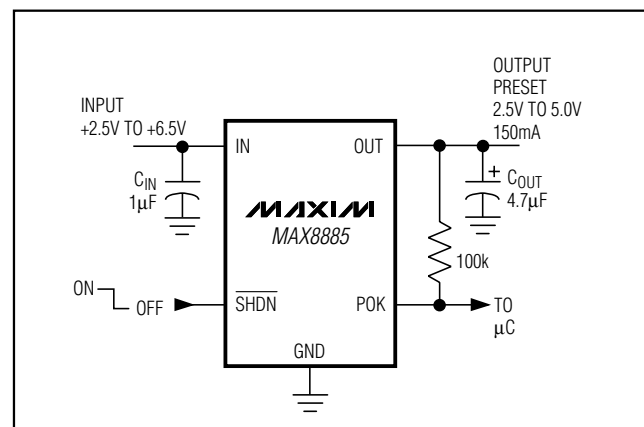 OUTPUT
PRESET
2.5V TO 5.0V
150mA
INPUT
+2.5V TO +6.5V
IN
OUT
CIN
1µF
+
COUT
4.7µF
MAXIM
MAX8885
100k
ON
OFF
SHDN
POK
TO
µC
GND